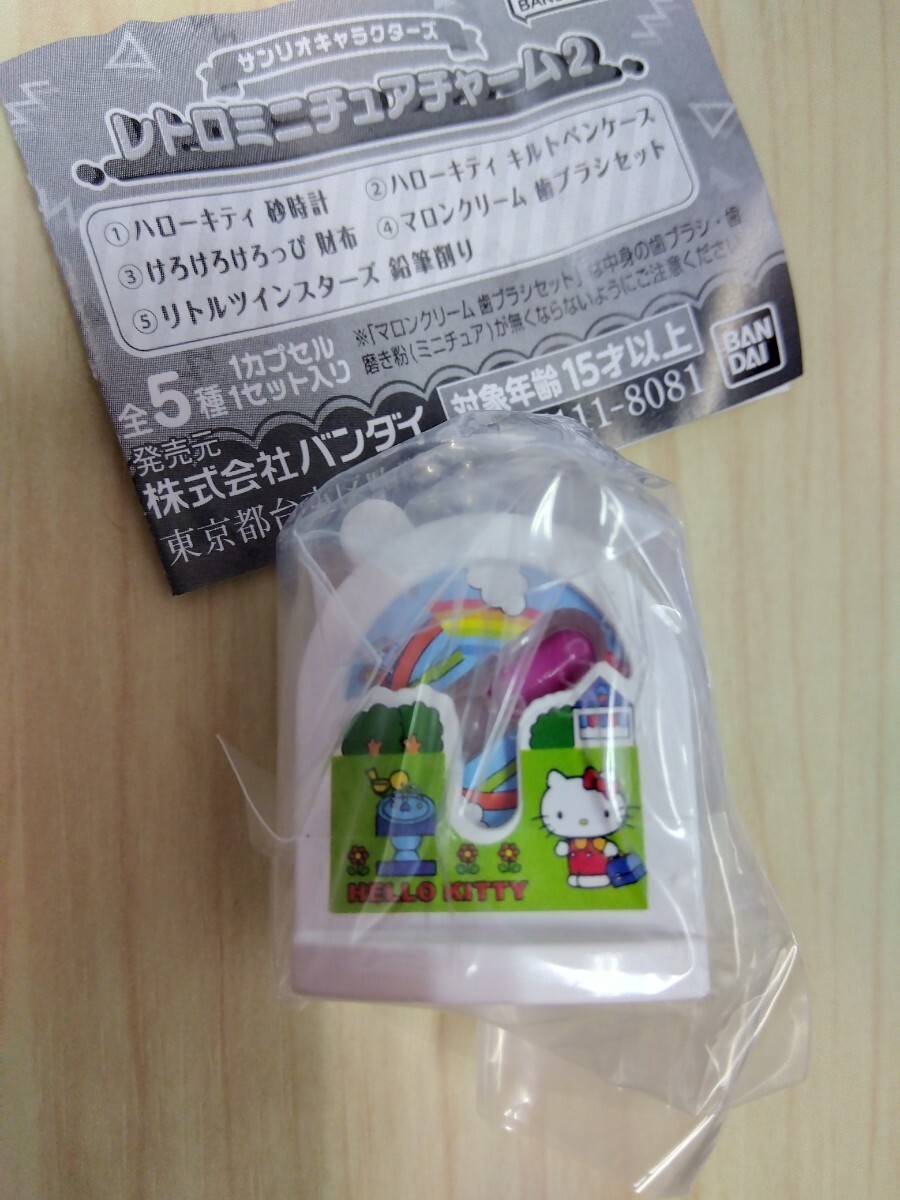 BANDAI
サンリオキャラクターズ
レトロミニチュアチャーム2
①ハローキティ 砂時計
②ハローキティ キルトペンケース
③けろけろけろっぴ 財布
④マロンクリーム 歯ブラシセット
⑤リトルツインスターズ 鉛筆削り
※「マロンクリーム 歯ブラシセット」は中身の歯ブラシ・歯
磨き粉(ミニチュア)が無くならないようにご注意ください
全5種
1カプセル
1セット入り
対象年齢15才以上
BAN
DAI
発売元
株式会社バンダイ
11-8081
東京都台
HELLO KITTY